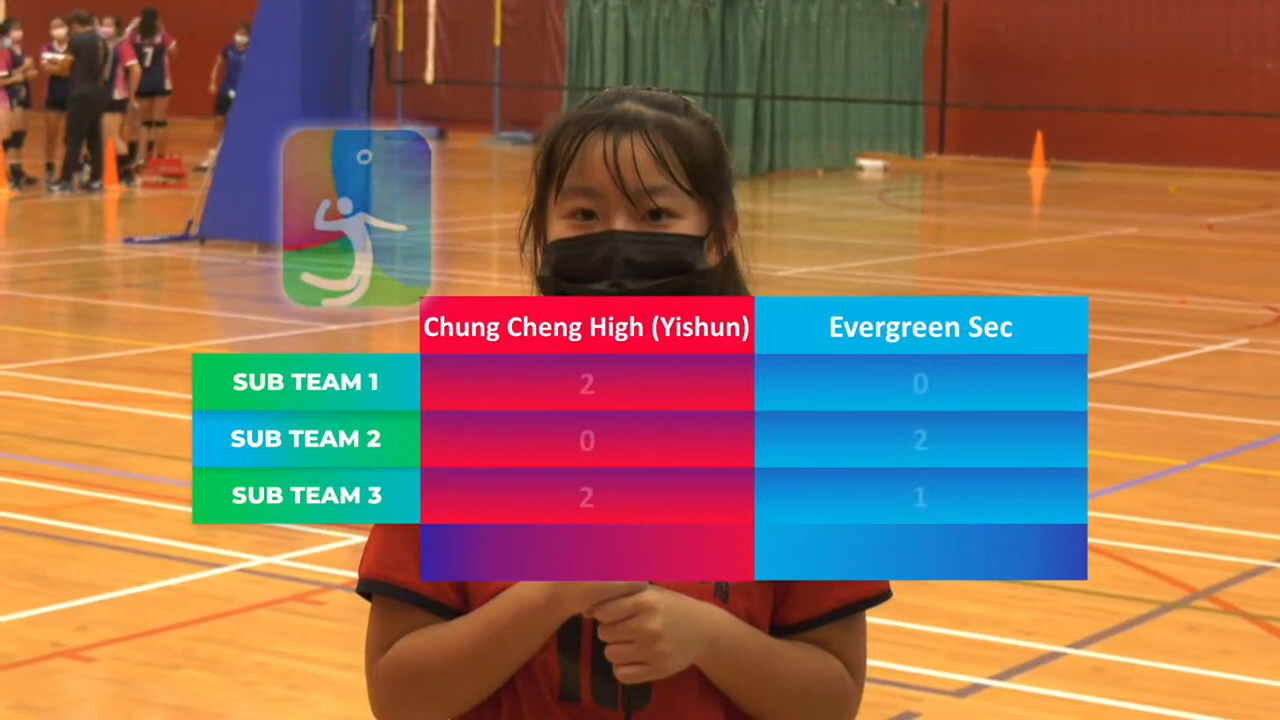 Chung Cheng High (Yishun) Evergreen Sec
SUB TEAM 1 2 0
SUB TEAM 2 0 2
SUB TEAM 3 2 1
7